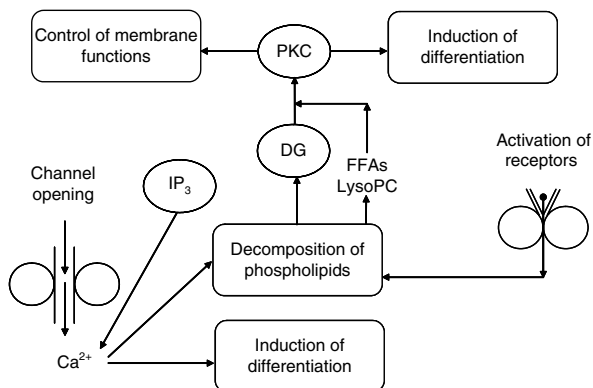 Control of membrane
functions
PKC
Induction of
differentiation
DG
FFAs
LysoPC
Activation of
receptors
Channel
opening
IP₃
Decomposition of
phospholipids
Ca²⁺
Induction of
differentiation